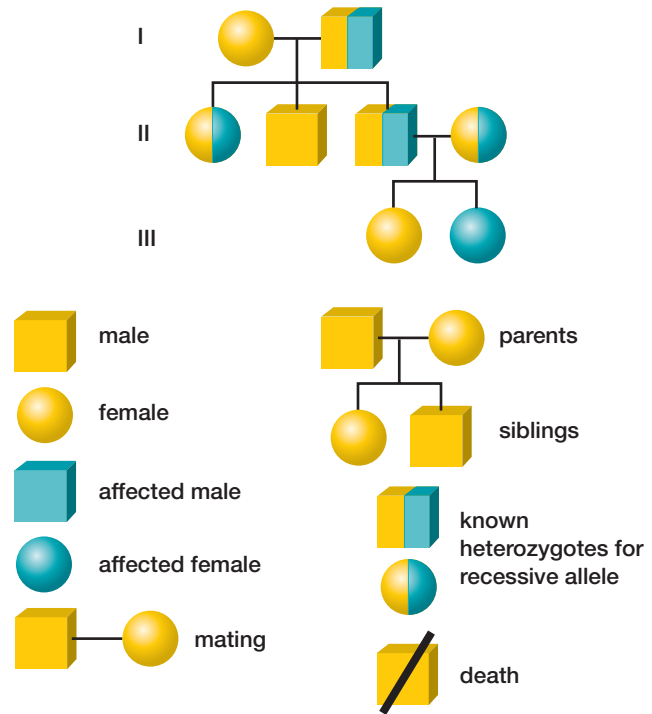 I
II
III
male
female
affected male
affected female
mating
parents
siblings
known
heterozygotes for
recessive allele
death